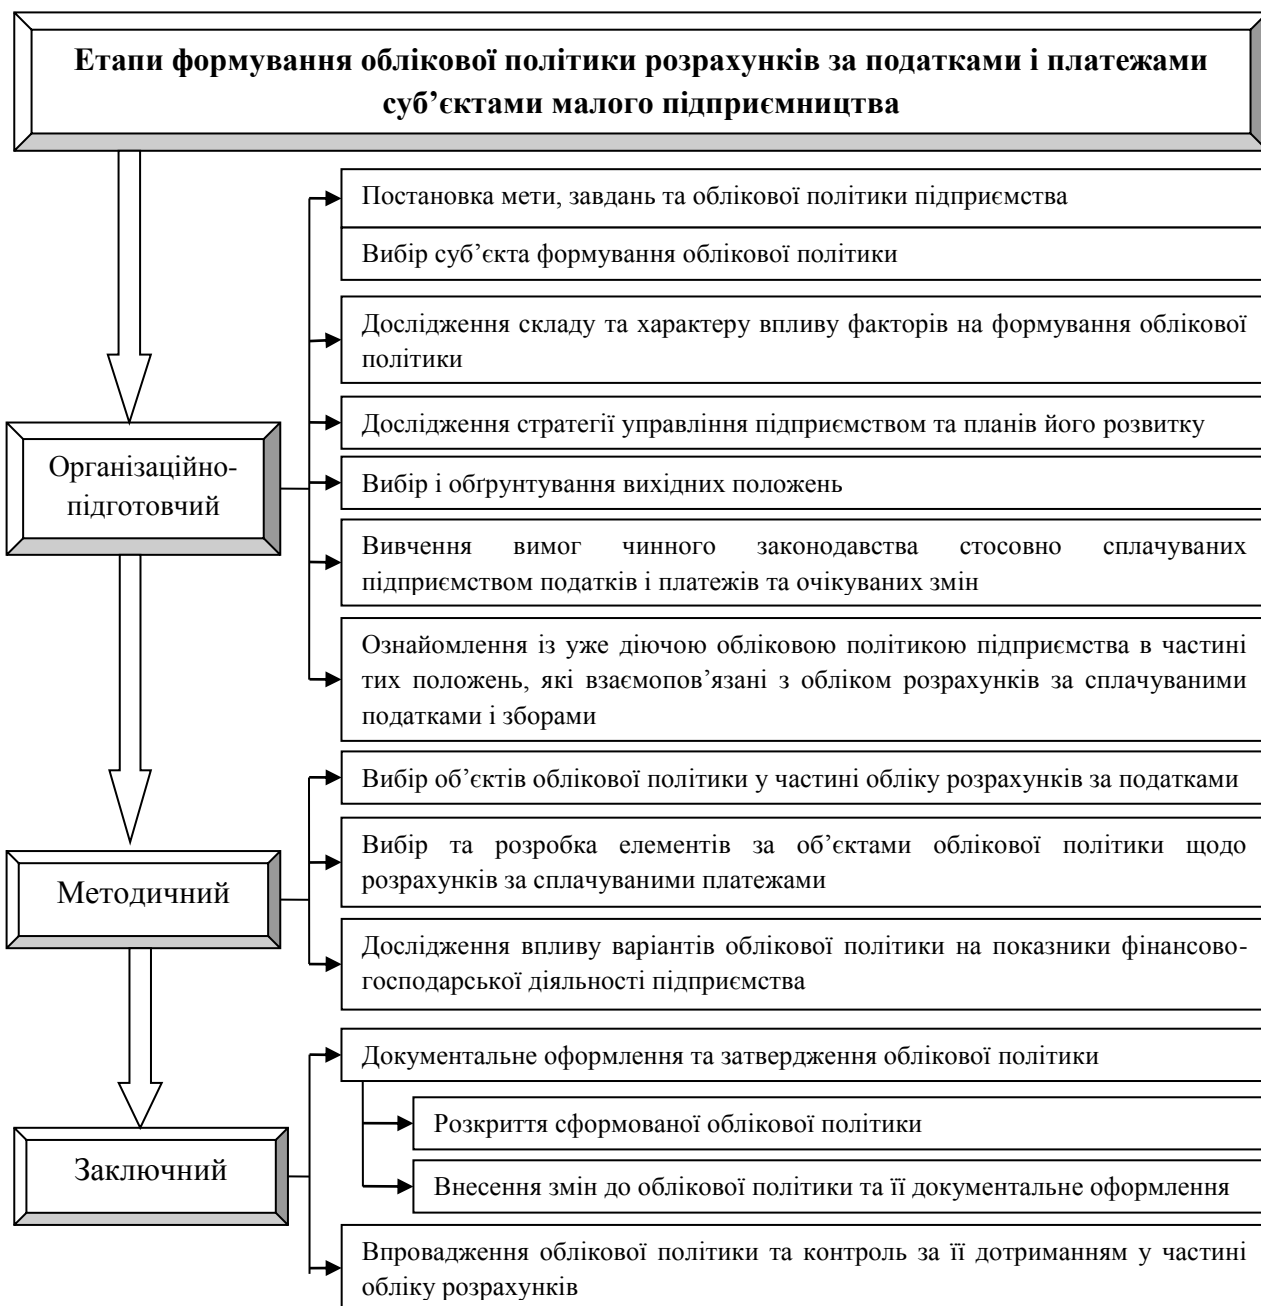 Етапи формування облікової політики розрахунків за податками і платежами
суб’єктами малого підприємництва
Організаційно-
підготовчий
Постановка мети, завдань та облікової політики підприємства
Вибір суб’єкта формування облікової політики
Дослідження складу та характеру впливу факторів на формування облікової
політики
Дослідження стратегії управління підприємством та планів його розвитку
Вибір і обґрунтування вихідних положень
Вивчення вимог чинного законодавства стосовно сплачуваних
підприємством податків і платежів та очікуваних змін
Ознайомлення із уже діючою обліковою політикою підприємства в частині
тих положень, які взаємопов’язані з обліком розрахунків за сплачуваними
податками і зборами
Методичний
Вибір об’єктів облікової політики у частині обліку розрахунків за податками
Вибір та розробка елементів за об’єктами облікової політики щодо
розрахунків за сплачуваними платежами
Дослідження впливу варіантів облікової політики на показники фінансово-
господарської діяльності підприємства
Заключний
Документальне оформлення та затвердження облікової політики
Розкриття сформованої облікової політики
Внесення змін до облікової політики та її документальне оформлення
Впровадження облікової політики та контроль за її дотриманням у частині
обліку розрахунків